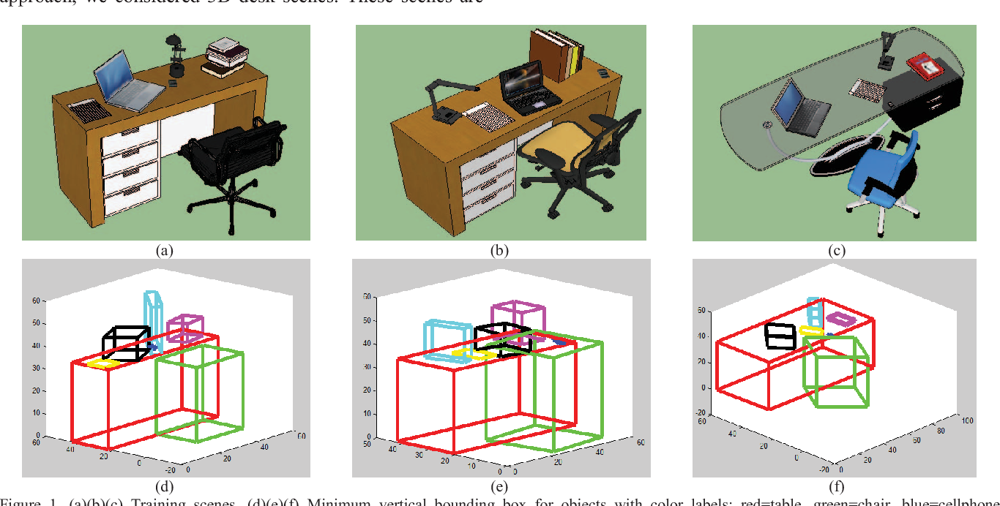 approach, we considered 3D desk scenes. These scenes are
(a) (b) (c)
60
50
40
30
20
10
0
60 40 20 0 -20 0 20 40 60
60
50
40
30
20
10
0
50 40 30 20 10 0 0 20 40 60
60
40
20
0
-20
60 40 20 0 -20 0 20 40 60 80 100
(d) (e) (f)
Figure 1. (a)(b)(c) Training scenes. (d)(e)(f) Minimum vertical bounding box for objects with color labels: red=table, green=chair, blue=cellphone